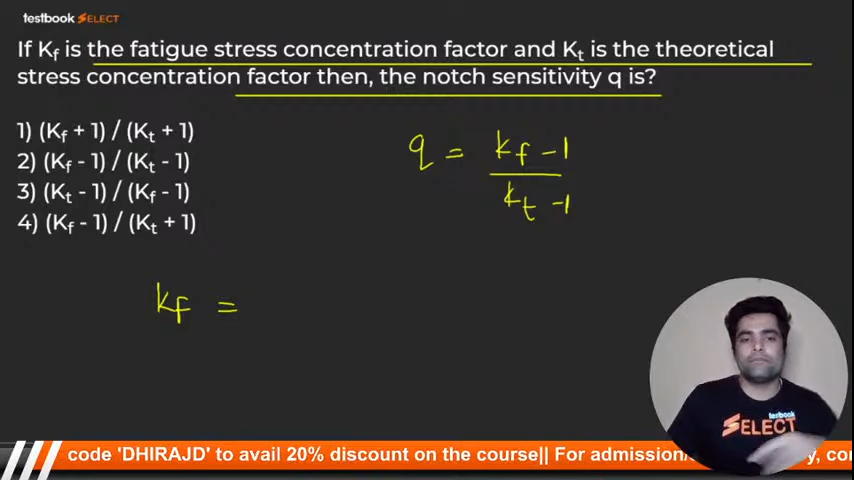 testbook SELECT
If Kf is the fatigue stress concentration factor and Kt is the theoretical
stress concentration factor then, the notch sensitivity q is?
1) (Kf + 1) / (Kt + 1)
2) (Kf - 1) / (Kt - 1)
3) (Kt - 1) / (Kf - 1)
4) (Kf - 1) / (Kt + 1)
q = kf -1
kt -1
kf =
testbook
SELECT
code 'DHIRAJD' to avail 20% discount on the course|| For admission